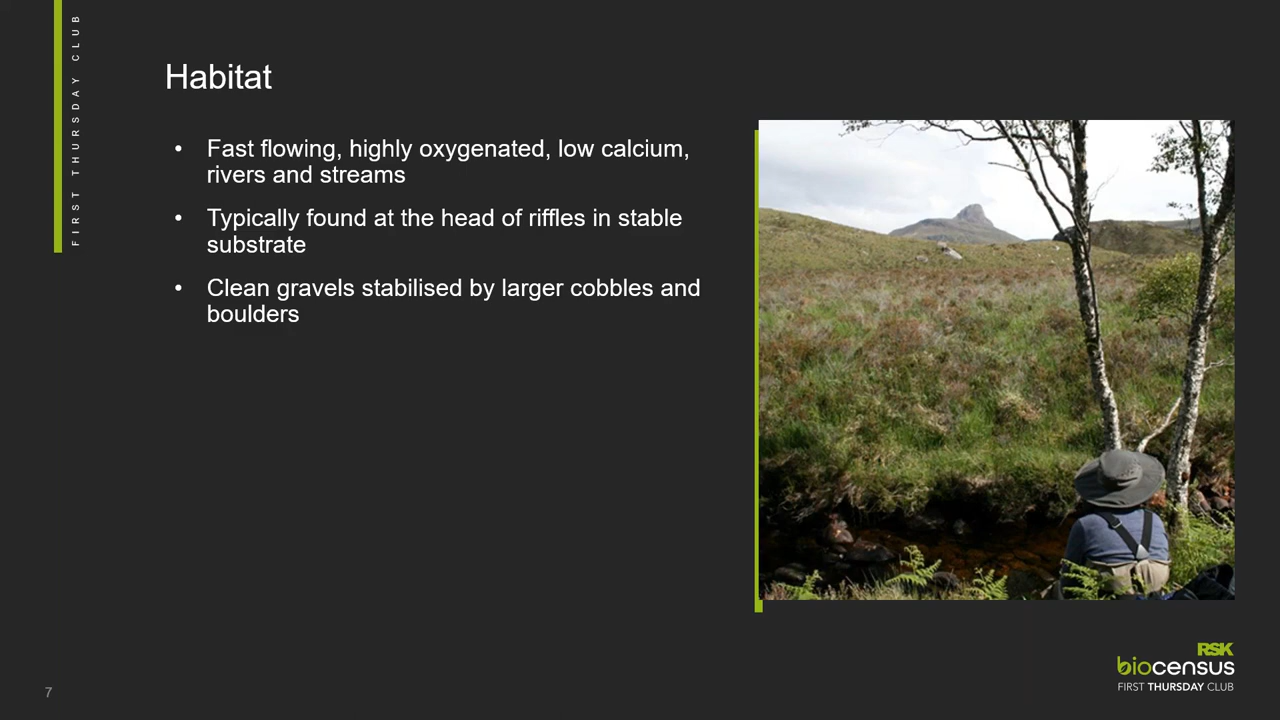 FIRST THURSDAY CLUB
Habitat
• Fast flowing, highly oxygenated, low calcium,
rivers and streams
• Typically found at the head of riffles in stable
substrate
• Clean gravels stabilised by larger cobbles and
boulders
RSK
biocensus
FIRST THURSDAY CLUB
7